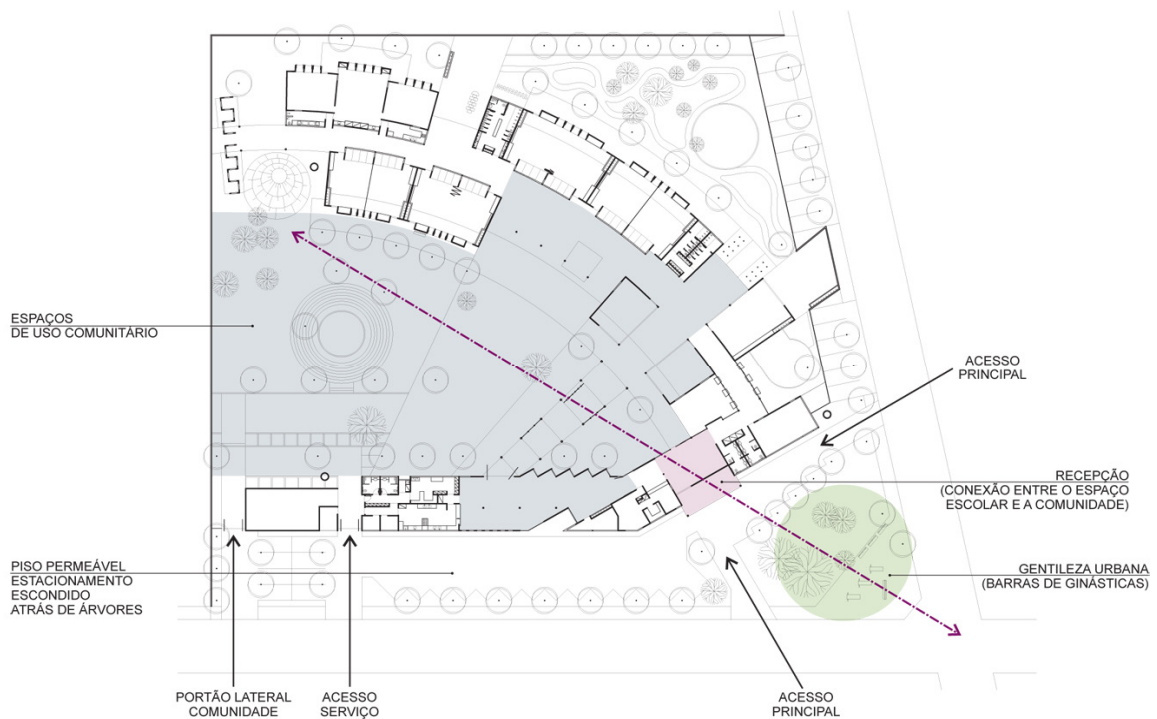 ESPAÇOS
DE USO COMUNITÁRIO
ACESSO
PRINCIPAL
RECEPÇÃO
(CONEXÃO ENTRE O ESPAÇO
ESCOLAR E A COMUNIDADE)
PISO PERMEÁVEL
ESTACIONAMENTO
ESCONDIDO
ATRÁS DE ÁRVORES
GENTILEZA URBANA
(BARRAS DE GINÁSTICAS)
PORTÃO LATERAL
COMUNIDADE
ACESSO
SERVIÇO
ACESSO
PRINCIPAL